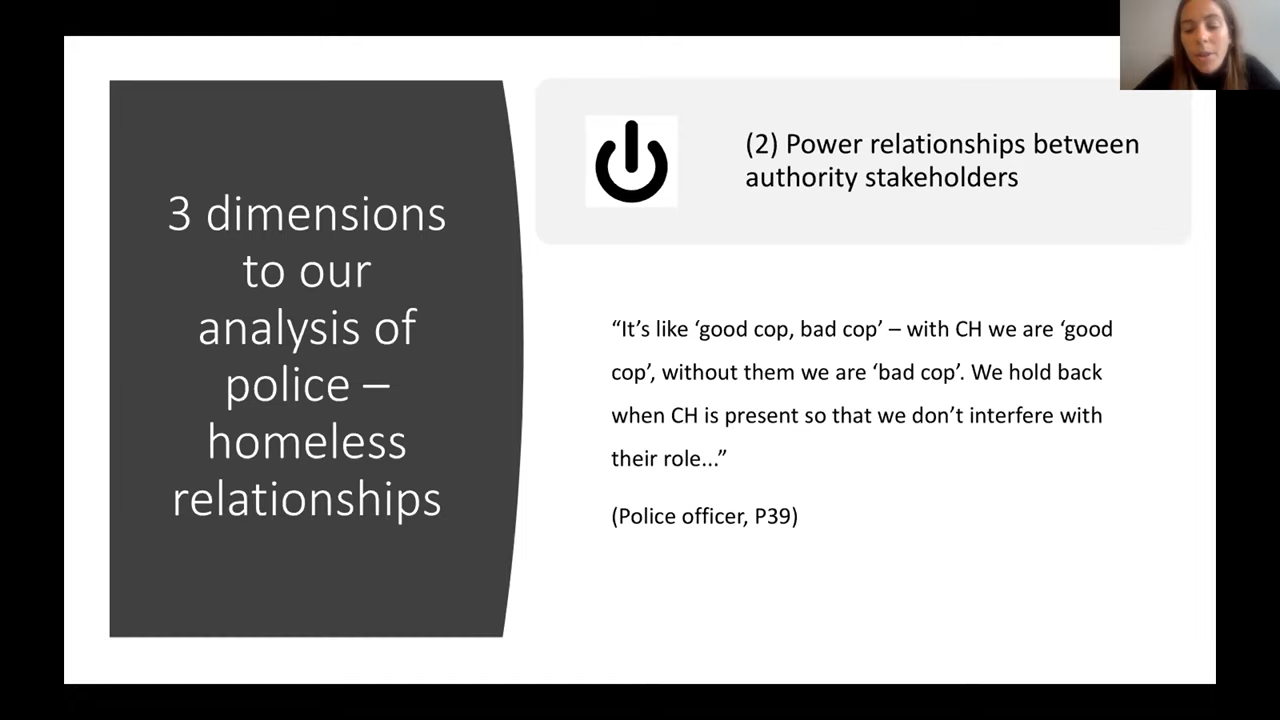 3 dimensions
to our
analysis of
police –
homeless
relationships
(2) Power relationships between
authority stakeholders
“It’s like ‘good cop, bad cop’ – with CH we are ‘good
cop’, without them we are ‘bad cop’. We hold back
when CH is present so that we don’t interfere with
their role...”
(Police officer, P39)